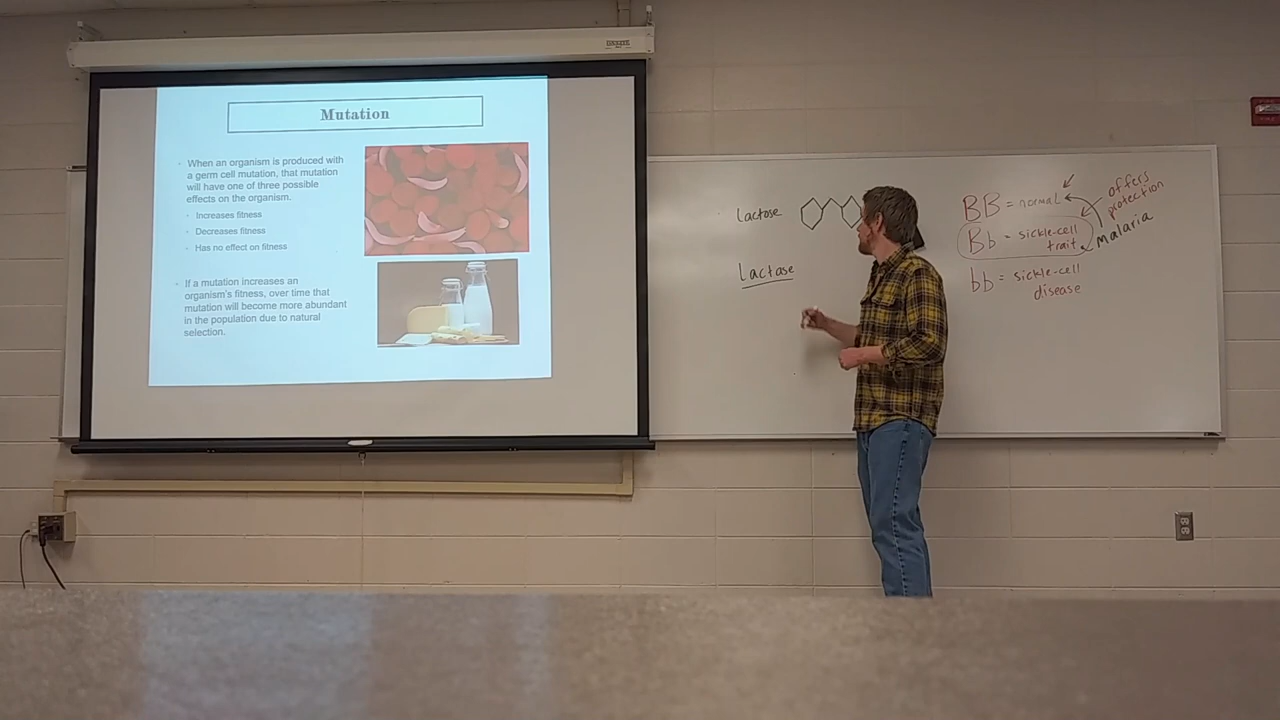 Mutation
When an organism is produced with
a germ cell mutation, that mutation
will have one of three possible
effects on the organism.
Increases fitness
Decreases fitness
Has no effect on fitness
If a mutation increases an
organism's fitness, over time that
mutation will become more abundant
in the population due to natural
selection.
Lactose
Lactase
BB = normal
Bb = sickle-cell
trait
bb = sickle-cell
disease
offers
protection
Malaria